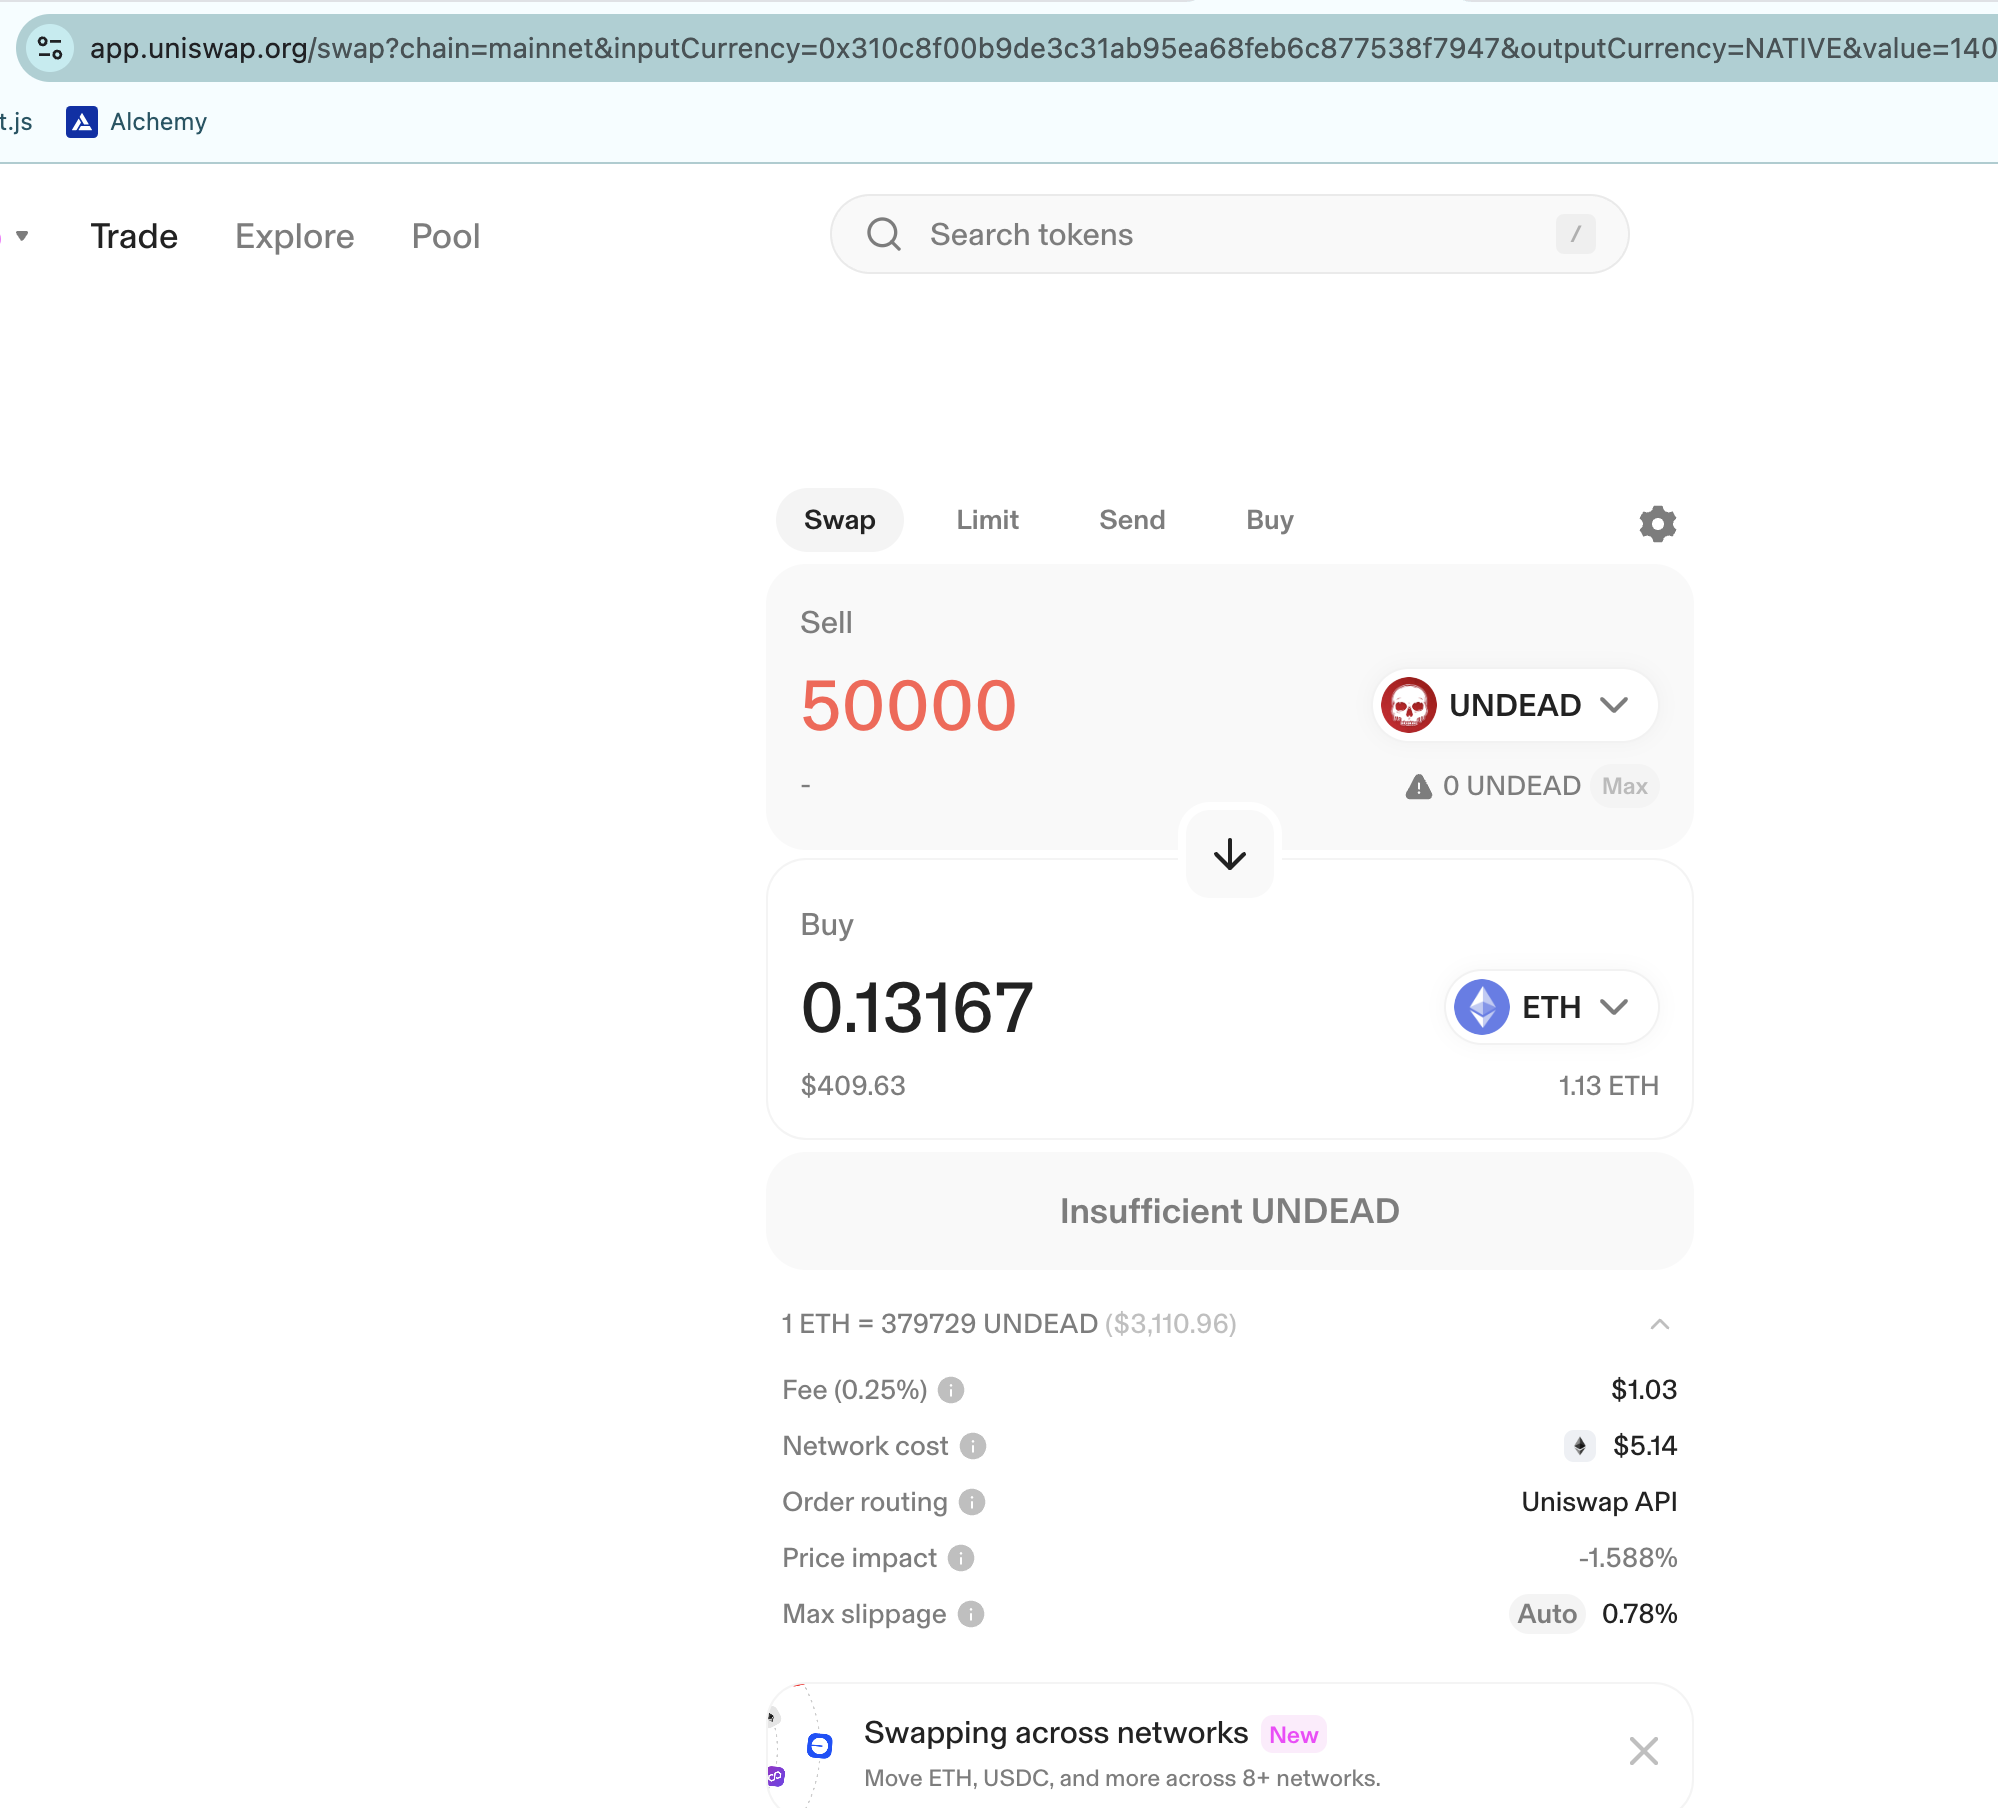 app.uniswap.org/swap?chain=mainnet&inputCurrency=0x310c8f00b9de3c31ab95ea68feb6c877538f7947&outputCurrency=NATIVE&value=140
t.js Alchemy
Trade Explore Pool Search tokens /
Swap Limit Send Buy
Sell
50000 UNDEAD
- 0 UNDEAD Max
Buy
0.13167 ETH
$409.63 1.13 ETH
Insufficient UNDEAD
1 ETH = 379729 UNDEAD ($3,110.96)
Fee (0.25%) $1.03
Network cost $5.14
Order routing Uniswap API
Price impact -1.588%
Max slippage Auto 0.78%
Swapping across networks New
Move ETH, USDC, and more across 8+ networks.